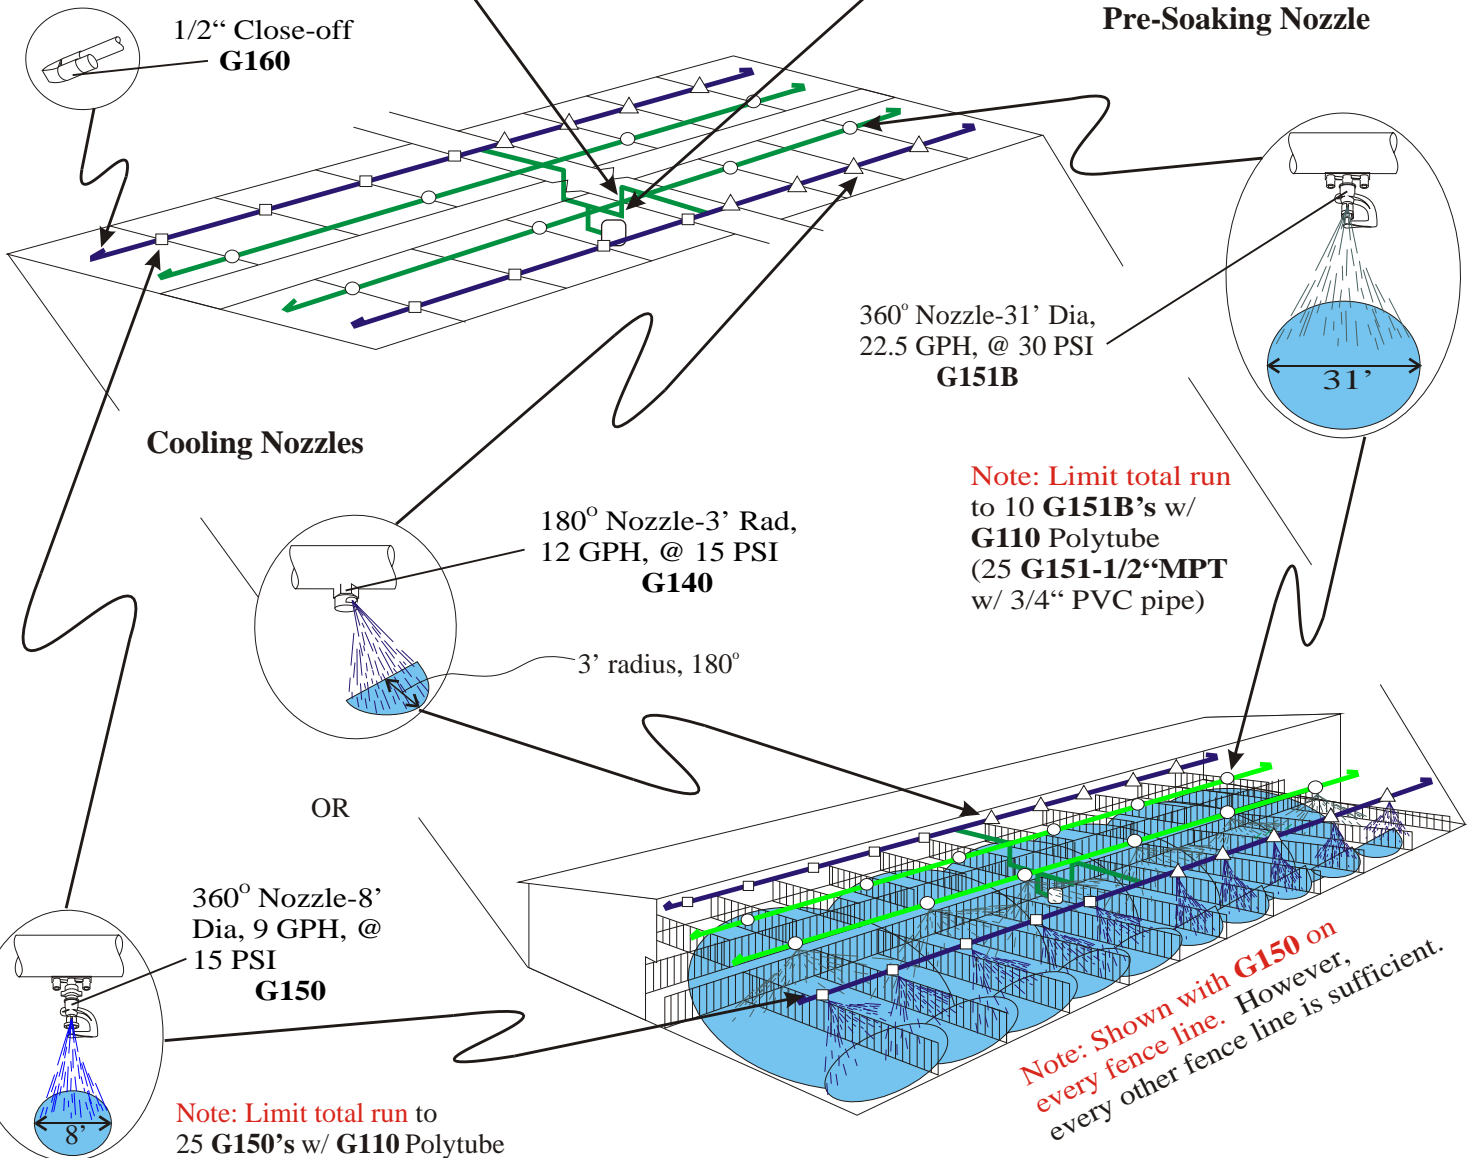 1/2“ Close-off
G160
Pre-Soaking Nozzle
360° Nozzle-31’ Dia,
22.5 GPH, @ 30 PSI
G151B
31’
Cooling Nozzles
180° Nozzle-3’ Rad,
12 GPH, @ 15 PSI
G140
3’ radius, 180°
Note: Limit total run
to 10 G151B’s w/
G110 Polytube
(25 G151-1/2“MPT
w/ 3/4“ PVC pipe)
OR
360° Nozzle-8’
Dia, 9 GPH, @
15 PSI
G150
8’
Note: Limit total run to
25 G150’s w/ G110 Polytube
Note: Shown with G150 on
every fence line. However,
every other fence line is sufficient.